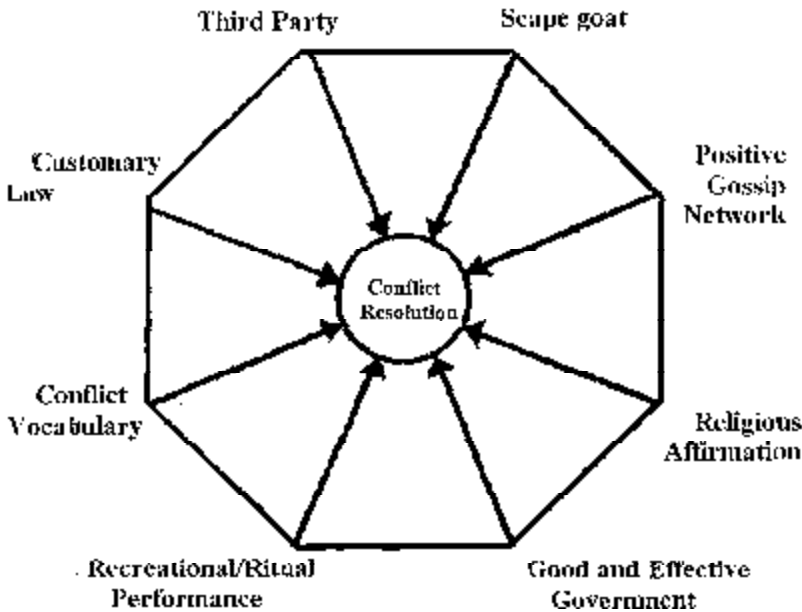 Third Party
Scape goat
Customary
Law
Positive
Gossip
Network
Conflict
Resolution
Conflict
Vocabulary
Religious
Affirmation
Recreational/Ritual
Performance
Good and Effective
Government